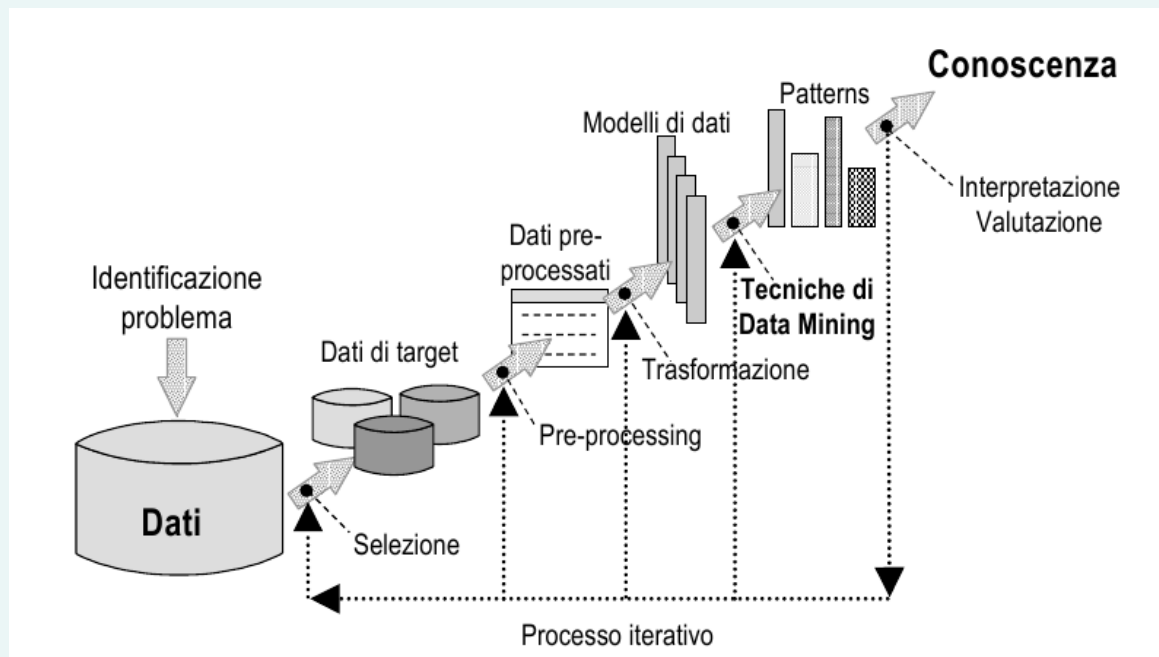 Conoscenza
Patterns
Modelli di dati
Interpretazione
Valutazione
Dati pre-
processati
Identificazione
problema
Tecniche di
Data Mining
Dati di target
Trasformazione
Pre-processing
Dati
Selezione
Processo iterativo